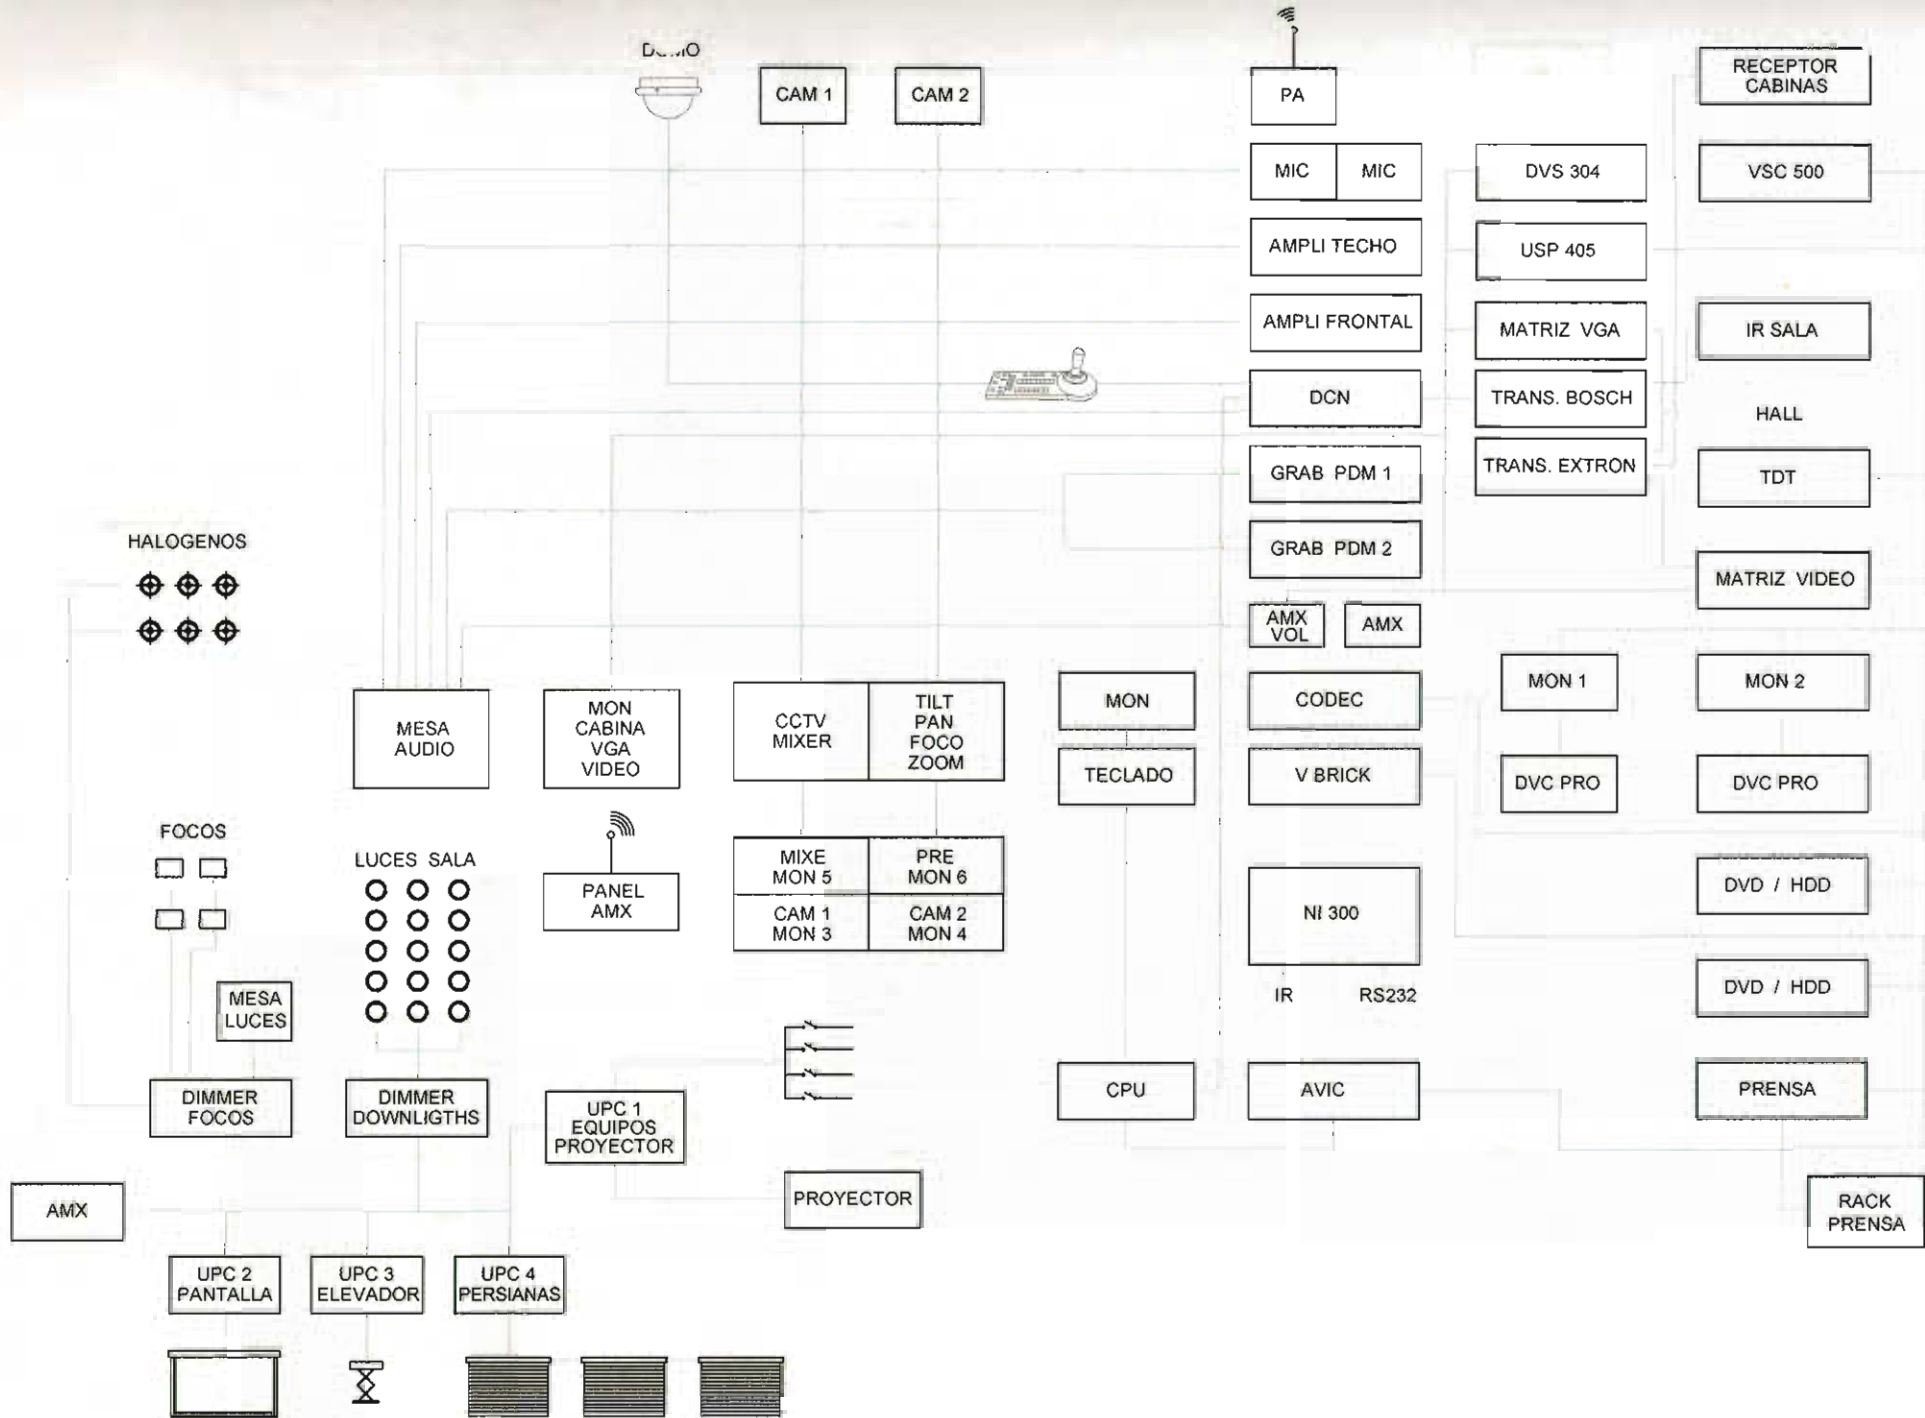 CAM 1
CAM 2
PA
RECEPTOR
CABINAS
MIC
MIC
DVS 304
VSC 500
AMPLI TECHO
USP 405
AMPLI FRONTAL
MATRIZ VGA
IR SALA
DCN
TRANS. BOSCH
HALL
GRAB PDM 1
TRANS. EXTRON
TDT
HALOGENOS
GRAB PDM 2
MATRIZ VIDEO
AMX
VOL
AMX
MESA
AUDIO
MON
CABINA
VGA
VIDEO
CCTV
MIXER
TILT
PAN
FOCO
ZOOM
MON
CODEC
MON 1
MON 2
TECLADO
V BRICK
DVC PRO
DVC PRO
FOCOS
LUCES SALA
PANEL
AMX
MIXE
MON 5
PRE
MON 6
CAM 1
MON 3
CAM 2
MON 4
NI 300
DVD / HDD
MESA
LUCES
IR
RS232
DVD / HDD
DIMMER
FOCOS
DIMMER
DOWNLIGTHS
UPC 1
EQUIPOS
PROYECTOR
CPU
AVIC
PRENSA
AMX
PROYECTOR
RACK
PRENSA
UPC 2
PANTALLA
UPC 3
ELEVADOR
UPC 4
PERSIANAS